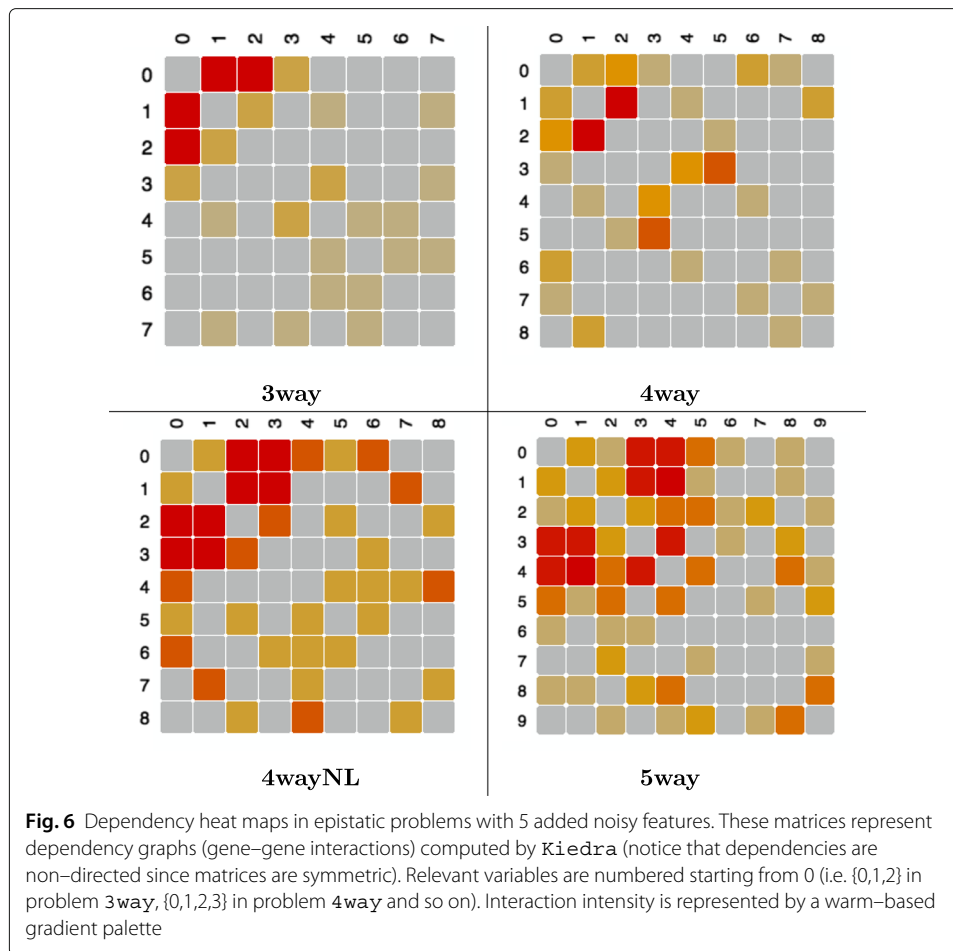 0 1 2 3 4 5 6 7
0
1
2
3
4
5
6
7
3way
0 1 2 3 4 5 6 7 8
0
1
2
3
4
5
6
7
8
4way
0 1 2 3 4 5 6 7 8
0
1
2
3
4
5
6
7
8
4wayNL
0 1 2 3 4 5 6 7 8 9
0
1
2
3
4
5
6
7
8
9
5way
Fig. 6 Dependency heat maps in epistatic problems with 5 added noisy features. These matrices represent
dependency graphs (gene–gene interactions) computed by Kiedra (notice that dependencies are
non–directed since matrices are symmetric). Relevant variables are numbered starting from 0 (i.e. {0,1,2} in
problem 3way, {0,1,2,3} in problem 4way and so on). Interaction intensity is represented by a warm–based
gradient palette